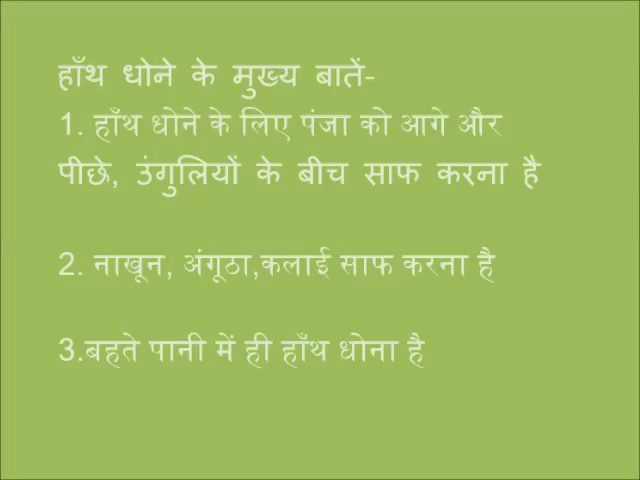 हाँथ धोने के मुख्य बातें-
1. हाँथ धोने के लिए पंजा को आगे और
पीछे, उंगुलियों के बीच साफ करना है
2. नाखून, अंगूठा,कलाई साफ करना है
3.बहते पानी में ही हाँथ धोना है